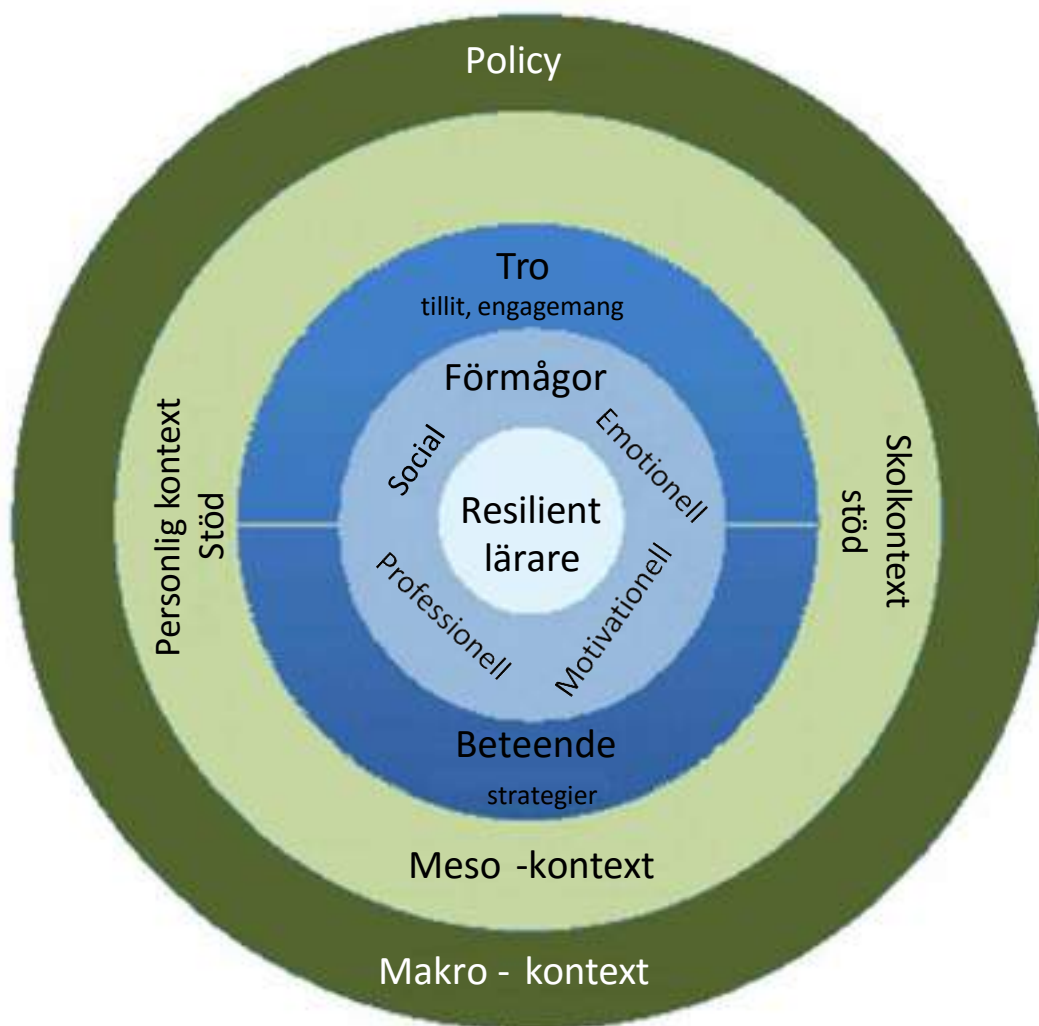 Policy
Tro
tillit, engagemang
Förmågor
Social
Emotionell
Personlig kontext
Stöd
Resilient
lärare
stöd
Skolkontext
Professionell
Motivationell
Beteende
strategier
Meso -kontext
Makro - kontext